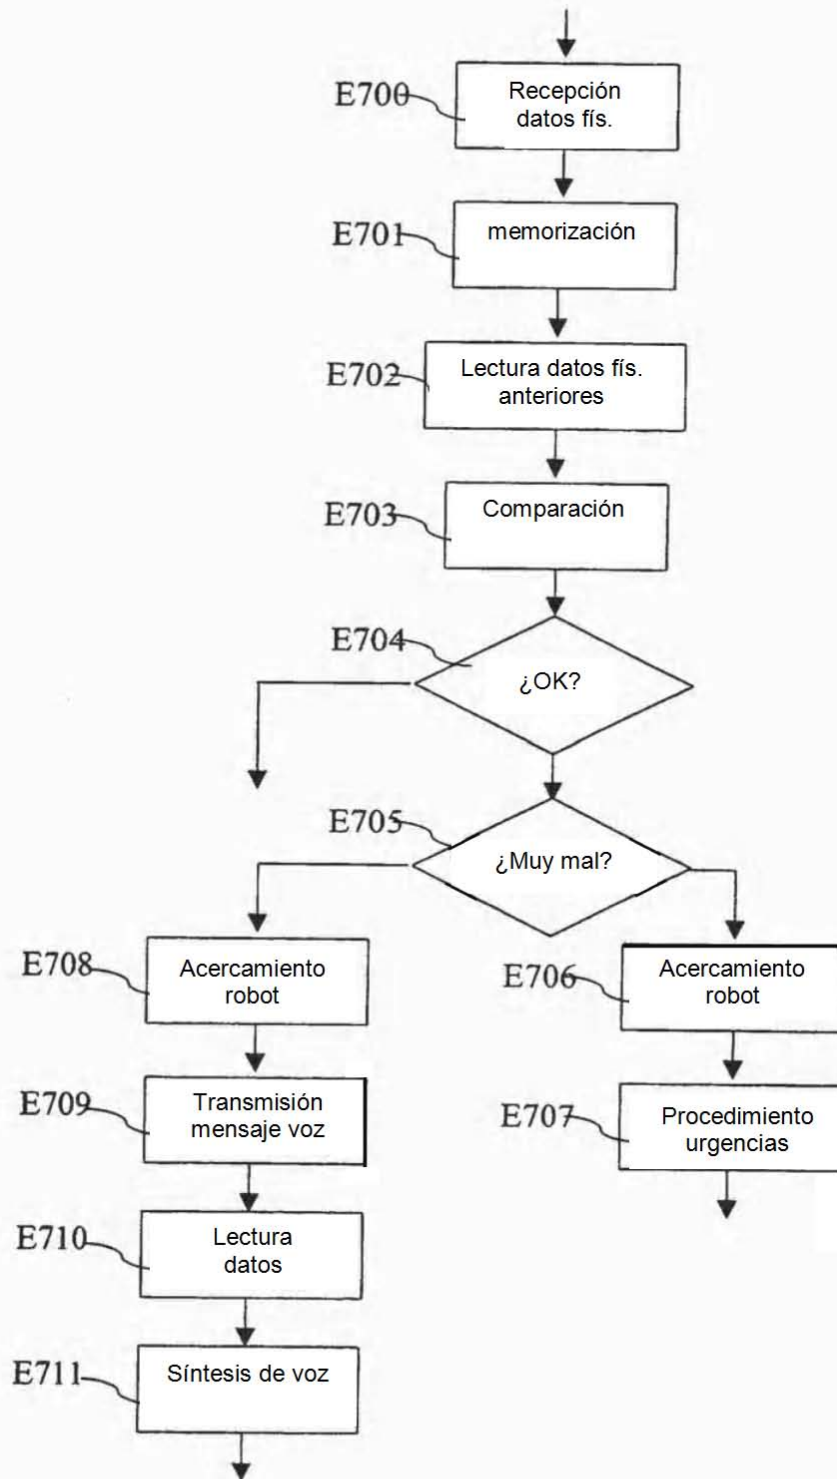 E700
Recepción
datos fís.
E701
memorización
E702
Lectura datos fís.
anteriores
E703
Comparación
E704
¿OK?
E705
¿Muy mal?
E708
Acercamiento
robot
E706
Acercamiento
robot
E709
Transmisión
mensaje voz
E707
Procedimiento
urgencias
E710
Lectura
datos
E711
Síntesis de voz